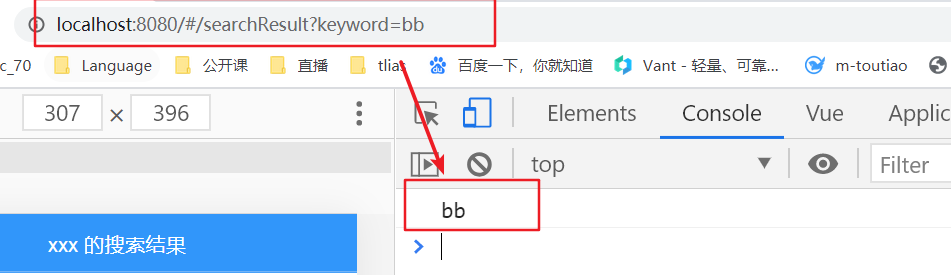 localhost:8080/#/searchResult?keyword=bb
c_70 Language 公开课 直播 tlias 百度一下，你就知道 Vant - 轻量、可靠... m-toutiao
307 × 396 Elements Console Vue Applic
top Filter
bb
xxx 的搜索结果